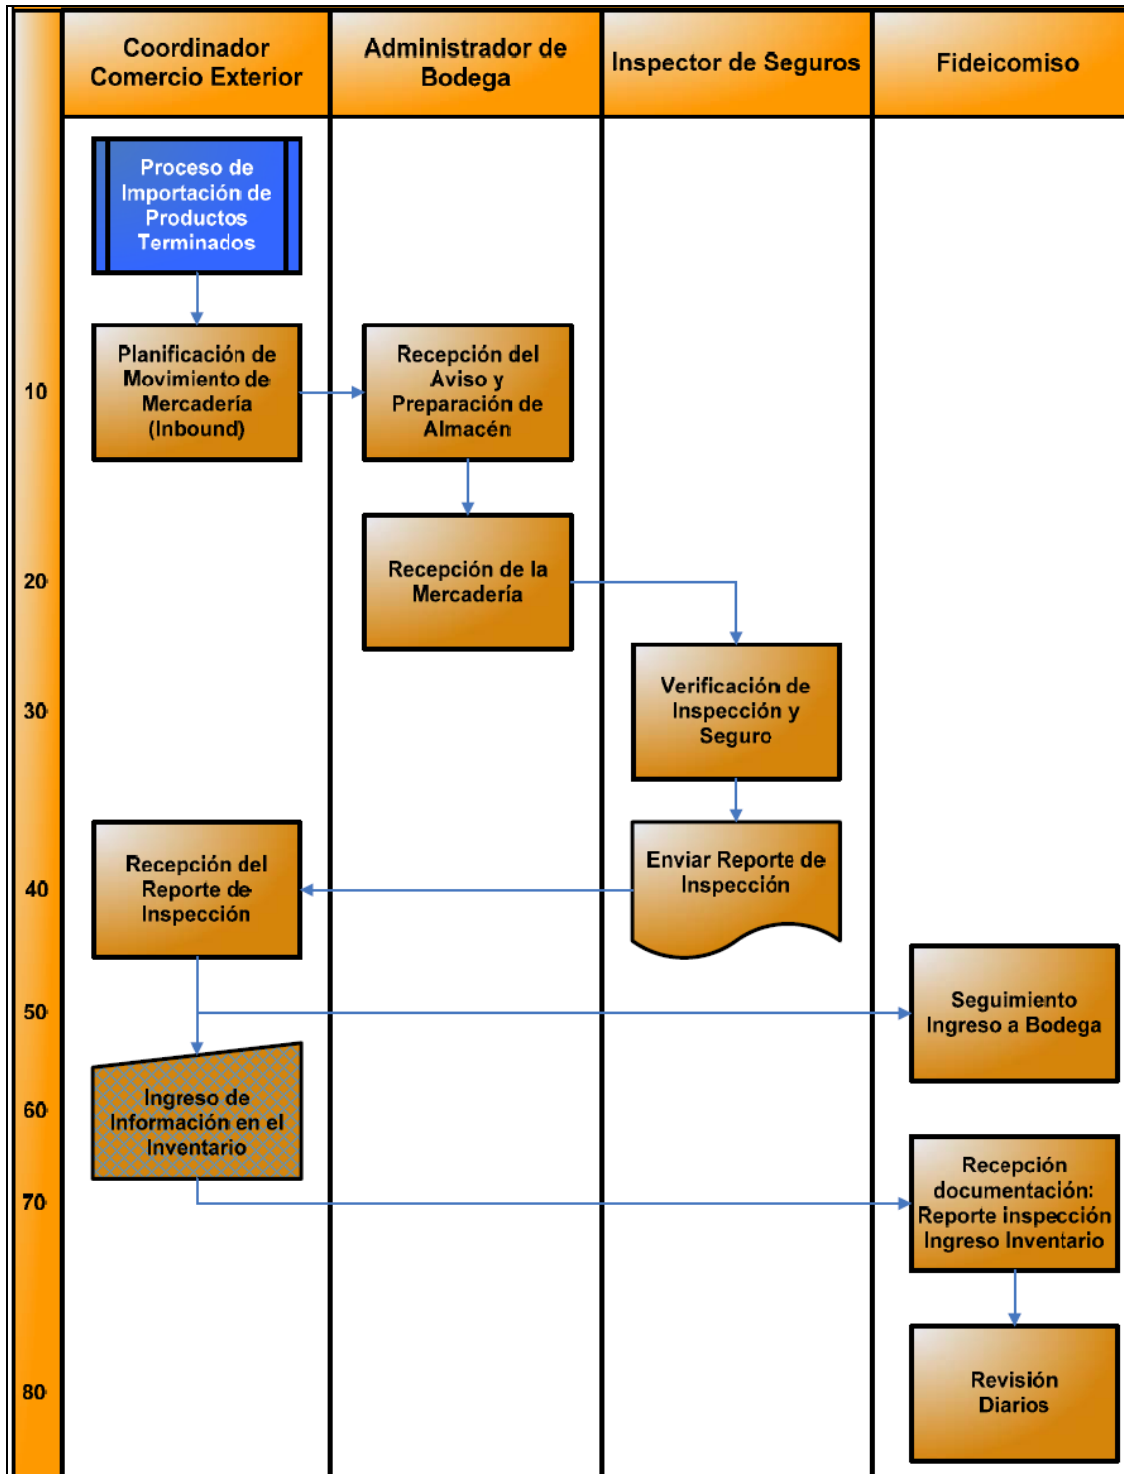 Coordinador
Comercio Exterior
Administrador de
Bodega
Inspector de Seguros
Fideicomiso
Proceso de
Importación de
Productos
Terminados
10
Planificación de
Movimiento de
Mercadería
(Inbound)
Recepción del
Aviso y
Preparación de
Almacén
20
Recepción de la
Mercadería
30
Verificación de
Inspección y
Seguro
40
Recepción del
Reporte de
Inspección
Enviar Reporte de
Inspección
50
Seguimiento
Ingreso a Bodega
60
Ingreso de
Información en el
Inventario
70
Recepción
documentación:
Reporte inspección
Ingreso Inventario
80
Revisión
Diarios